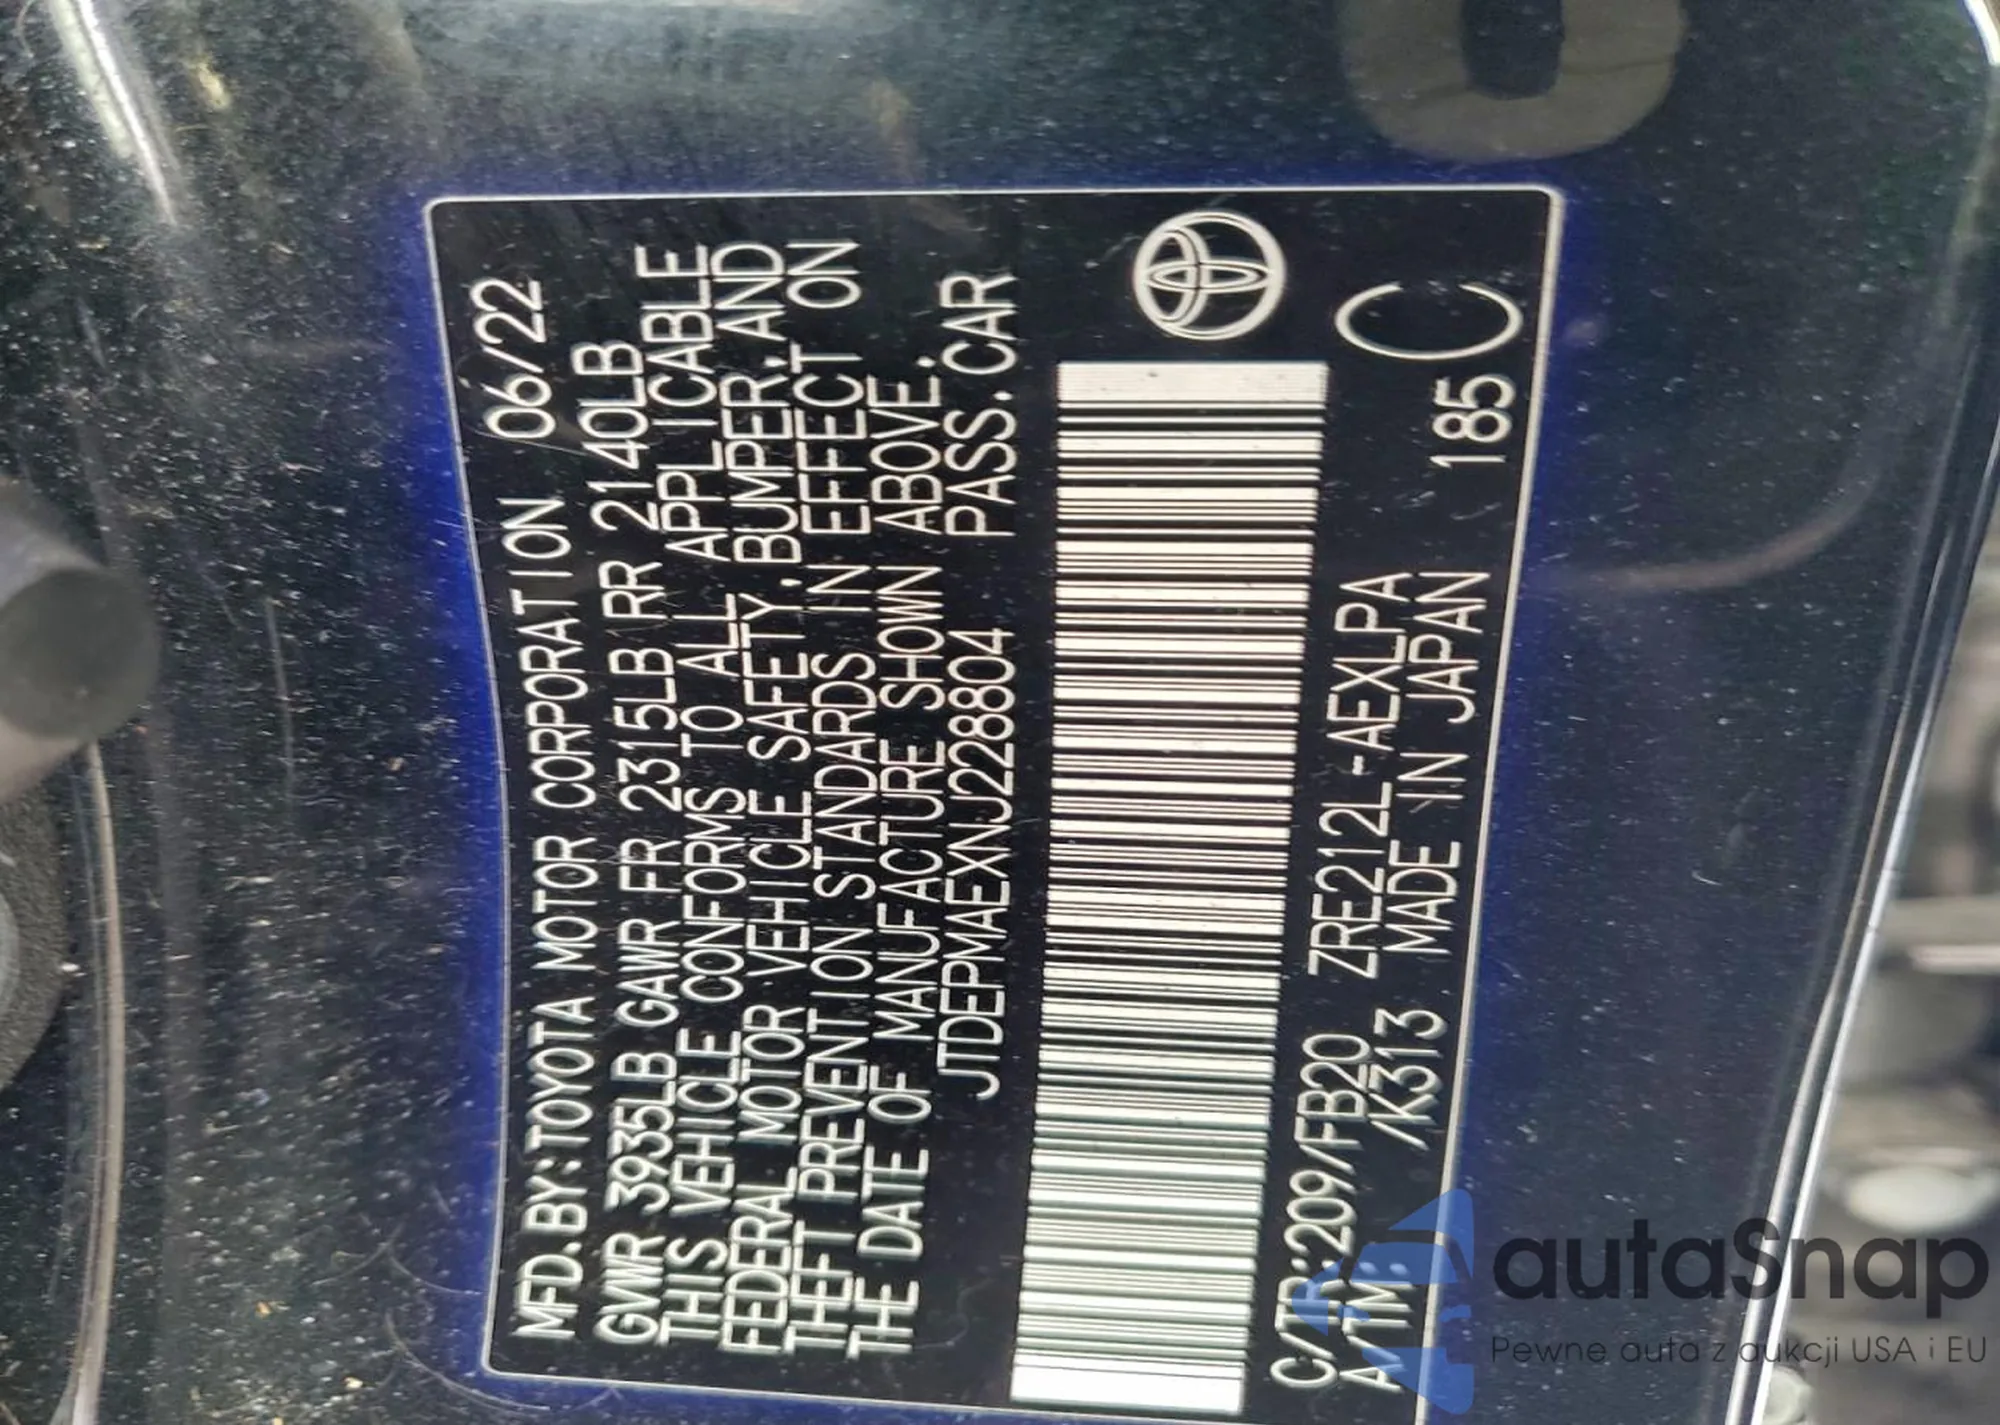 MFD.BY:TOYOTA MOTOR CORPORATION 06/22
GVWR 3935LB GAWR FR 2315LB RR 2140LB
THIS VEHICLE CONFORMS TO ALL APPLICABLE
FEDERAL MOTOR VEHICLE SAFETY,BUMPER,AND
THEFT PREVENTION STANDARDS IN EFFECT ON
THE DATE OF MANUFACTURE SHOWN ABOVE.
JTDEPMAEXNJ228804 PASS.CAR
C/TR:209/FB20 ZRE212L-AEXLPA
A/TM: /K313 MADE IN JAPAN 185 C
autaSnap
Pewne auta z aukcji USA i EU